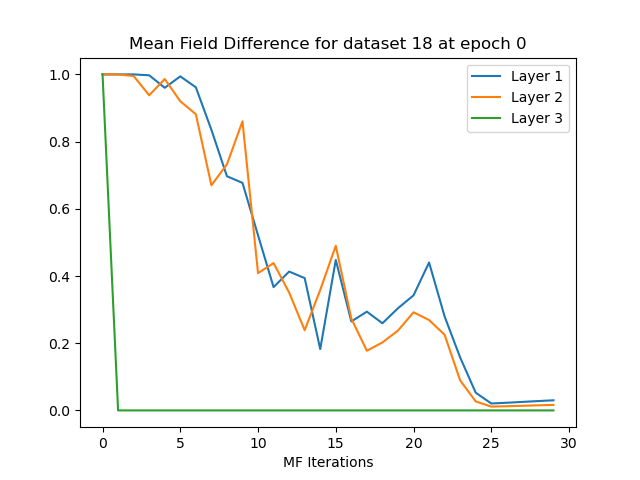 Mean Field Difference for dataset 18 at epoch 0
Layer 1
Layer 2
Layer 3
1.0
0.8
0.6
0.4
0.2
0.0
0 5 10 15 20 25 30
MF Iterations